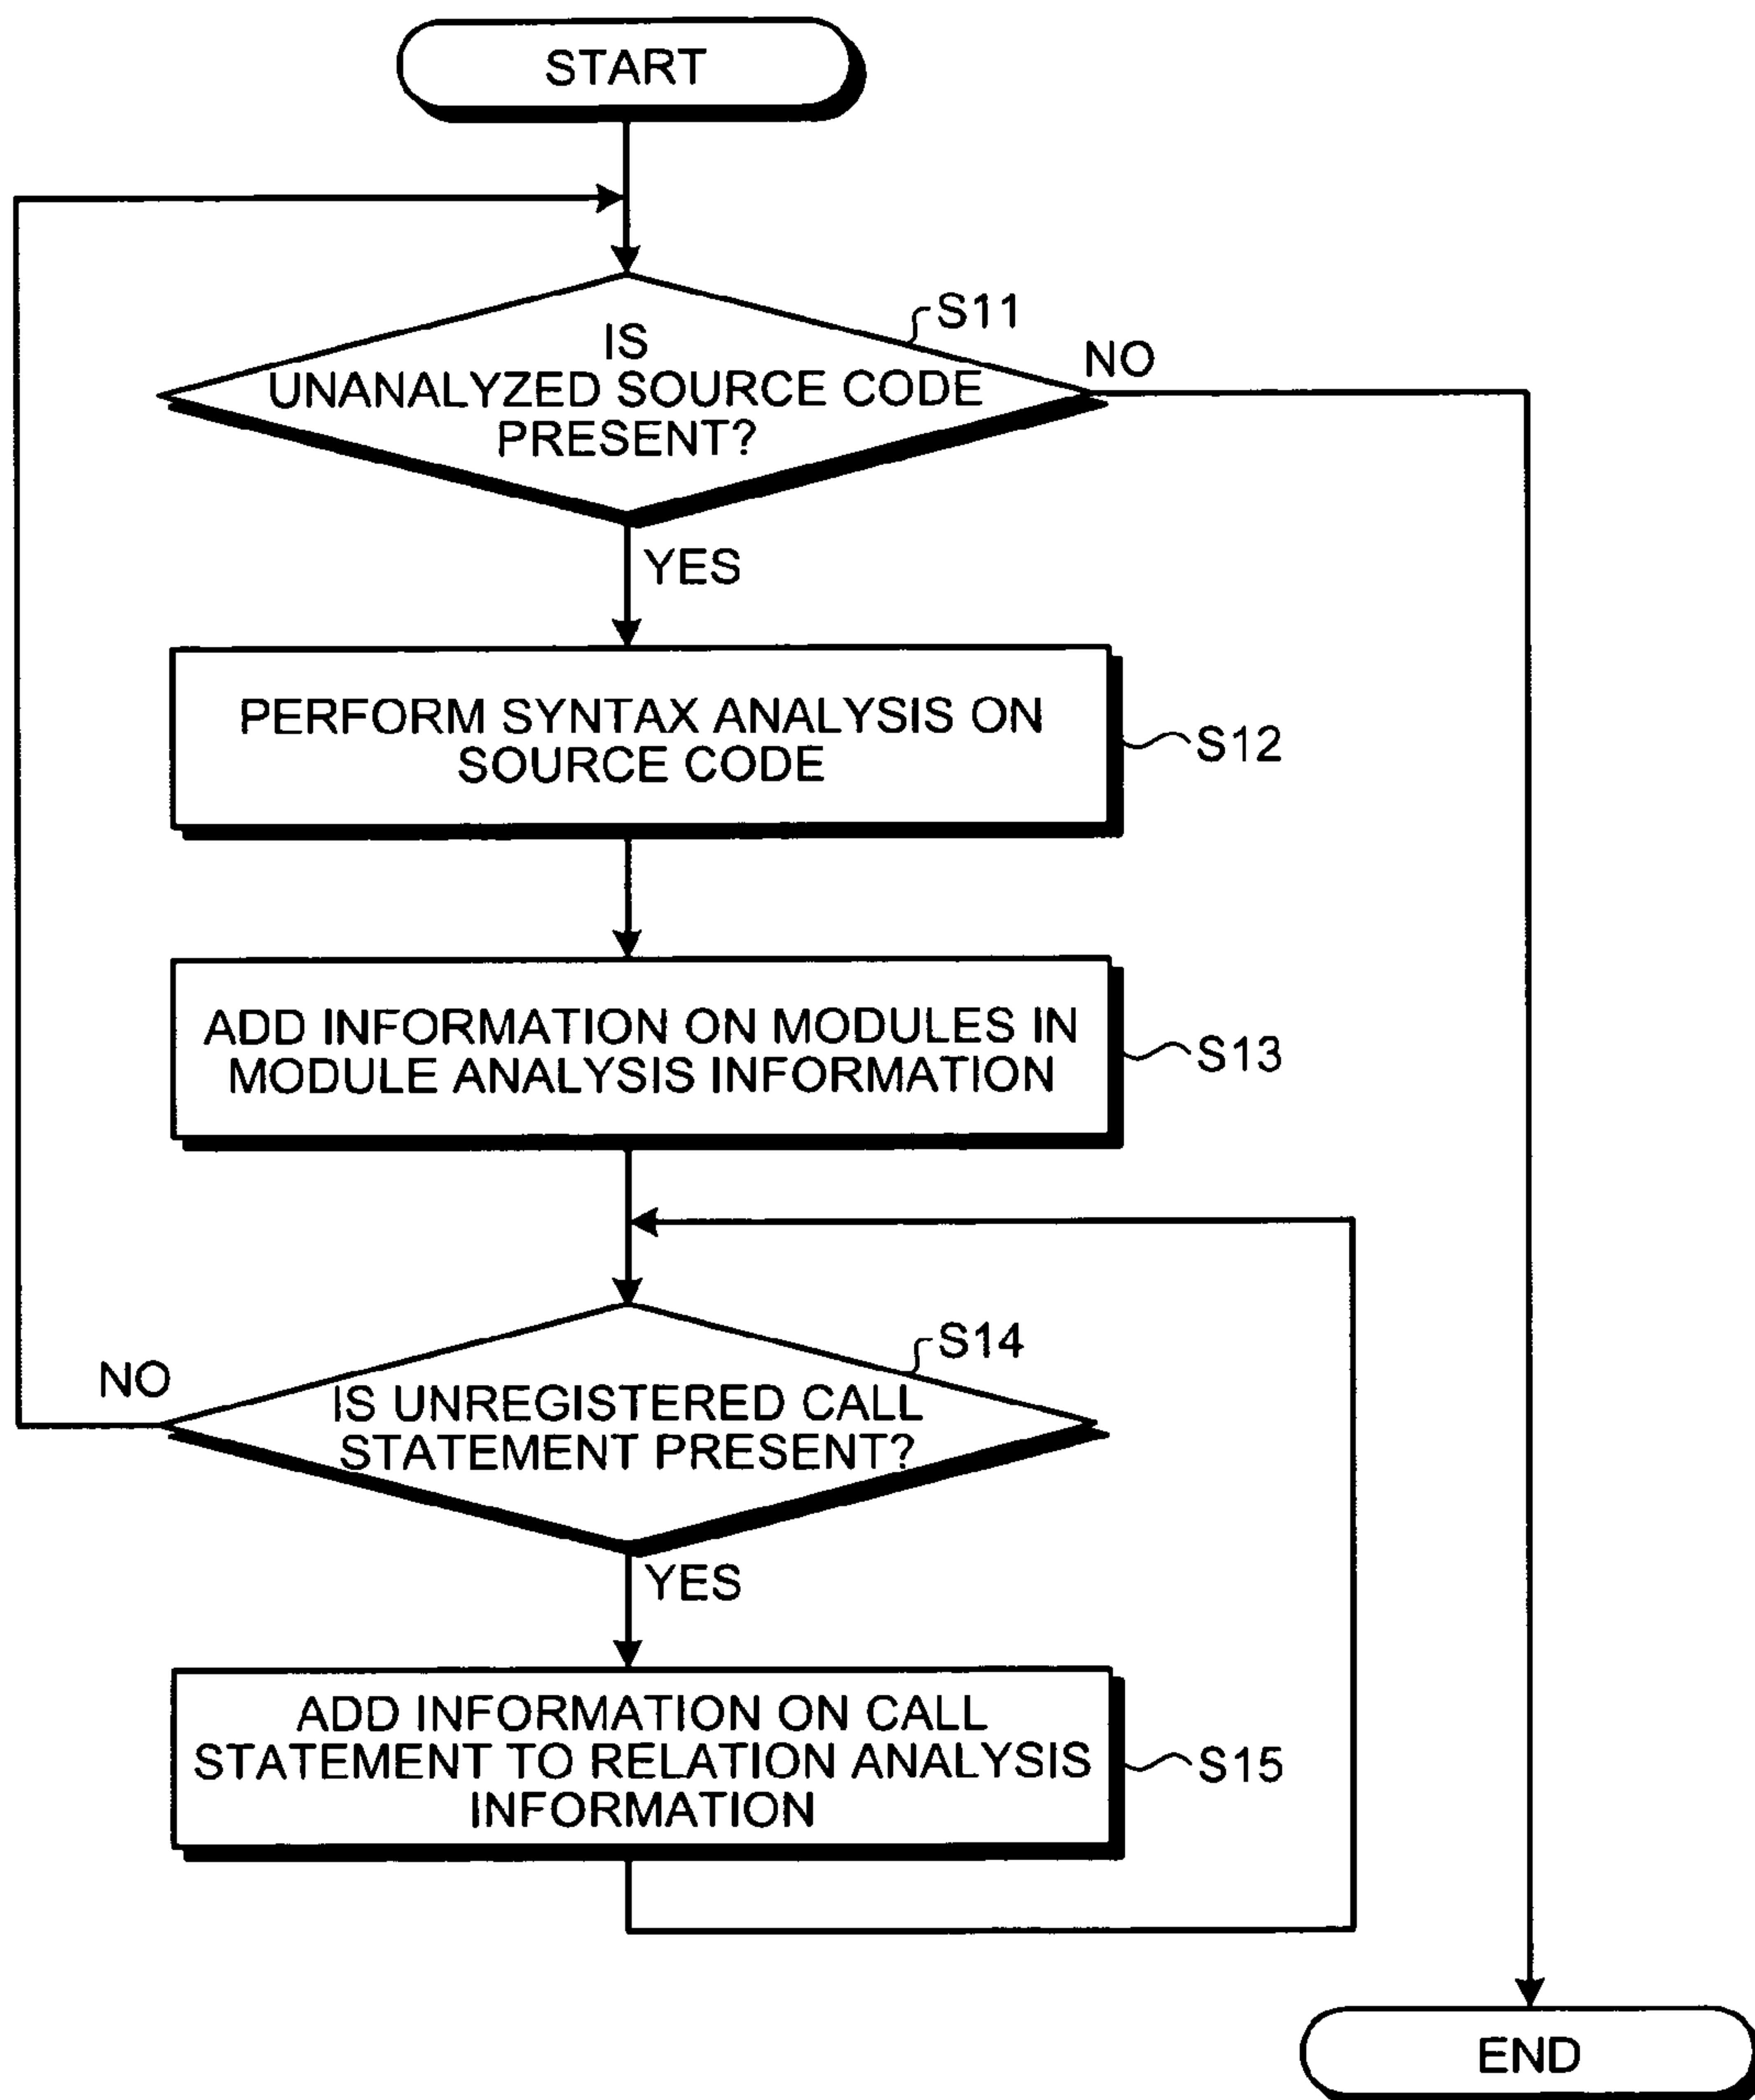 START
S11
IS
UNANALYZED SOURCE CODE
PRESENT?
NO
YES
PERFORM SYNTAX ANALYSIS ON
SOURCE CODE
S12
ADD INFORMATION ON MODULES IN
MODULE ANALYSIS INFORMATION
S13
S14
NO
IS UNREGISTERED CALL
STATEMENT PRESENT?
YES
ADD INFORMATION ON CALL
STATEMENT TO RELATION ANALYSIS
INFORMATION
S15
END